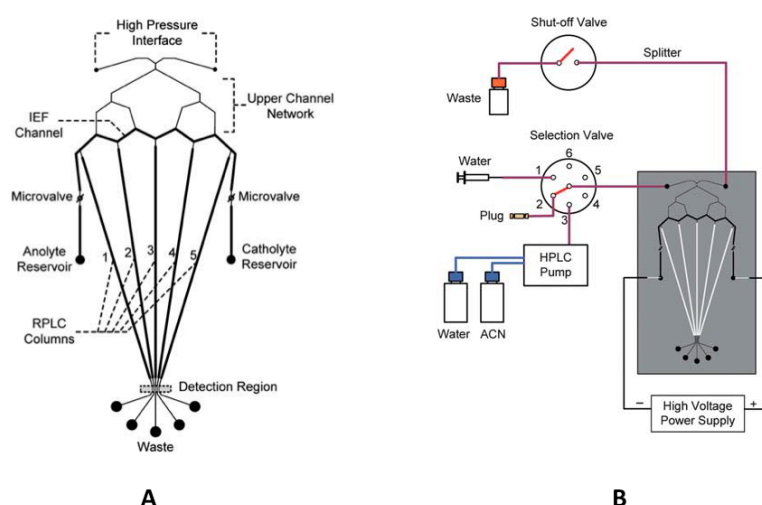 High Pressure
Interface
IEF
Channel
Upper Channel
Network
Microvalve
Microvalve
Anolyte
Reservoir
Catholyte
Reservoir
1
2
3
4
5
RPLC
Columns
Detection Region
Waste
A
Shut-off Valve
Splitter
Waste
Selection Valve
6
Water
1
5
2
4
Plug
3
HPLC
Pump
Water
ACN
−
High Voltage
Power Supply
+
B